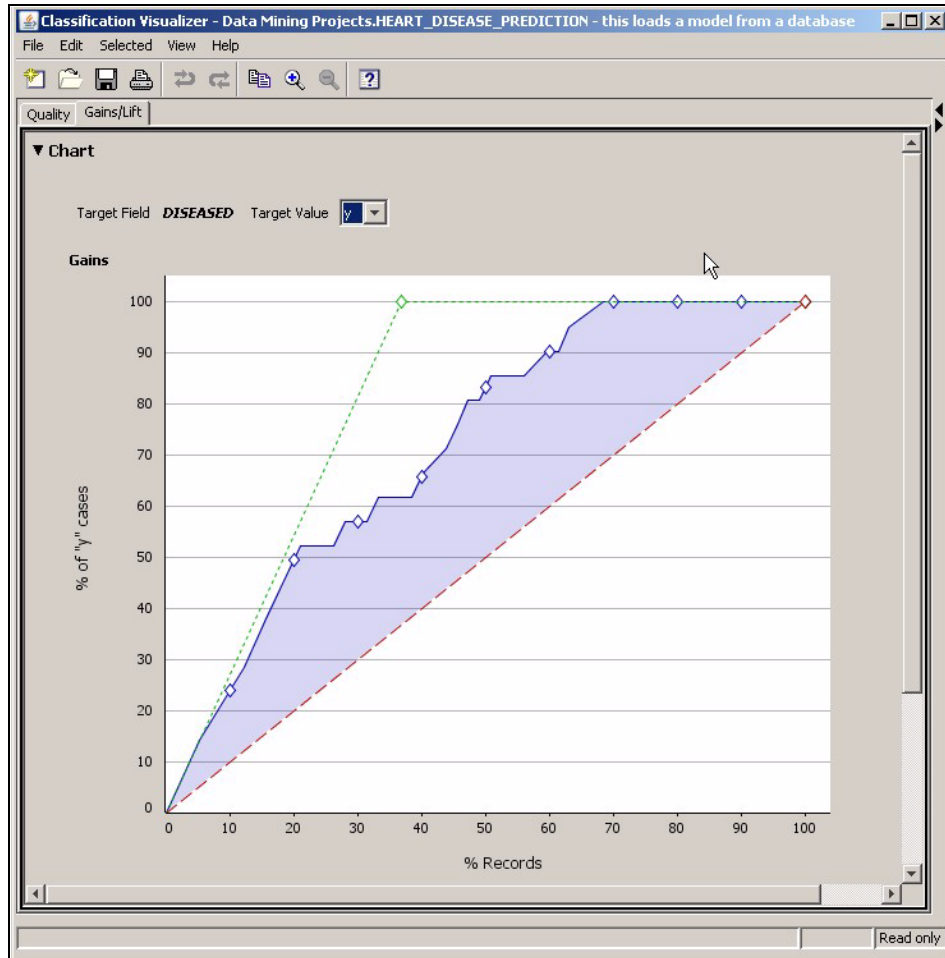 Classification Visualizer - Data Mining Projects.HEART_DISEASE_PREDICTION - this loads a model from a database
File Edit Selected View Help
Quality Gains/Lift
Chart
Target Field DISEASED Target Value y
Gains
100
90
80
70
60
50
40
30
20
10
0
% of "y" cases
0 10 20 30 40 50 60 70 80 90 100
% Records
Read only